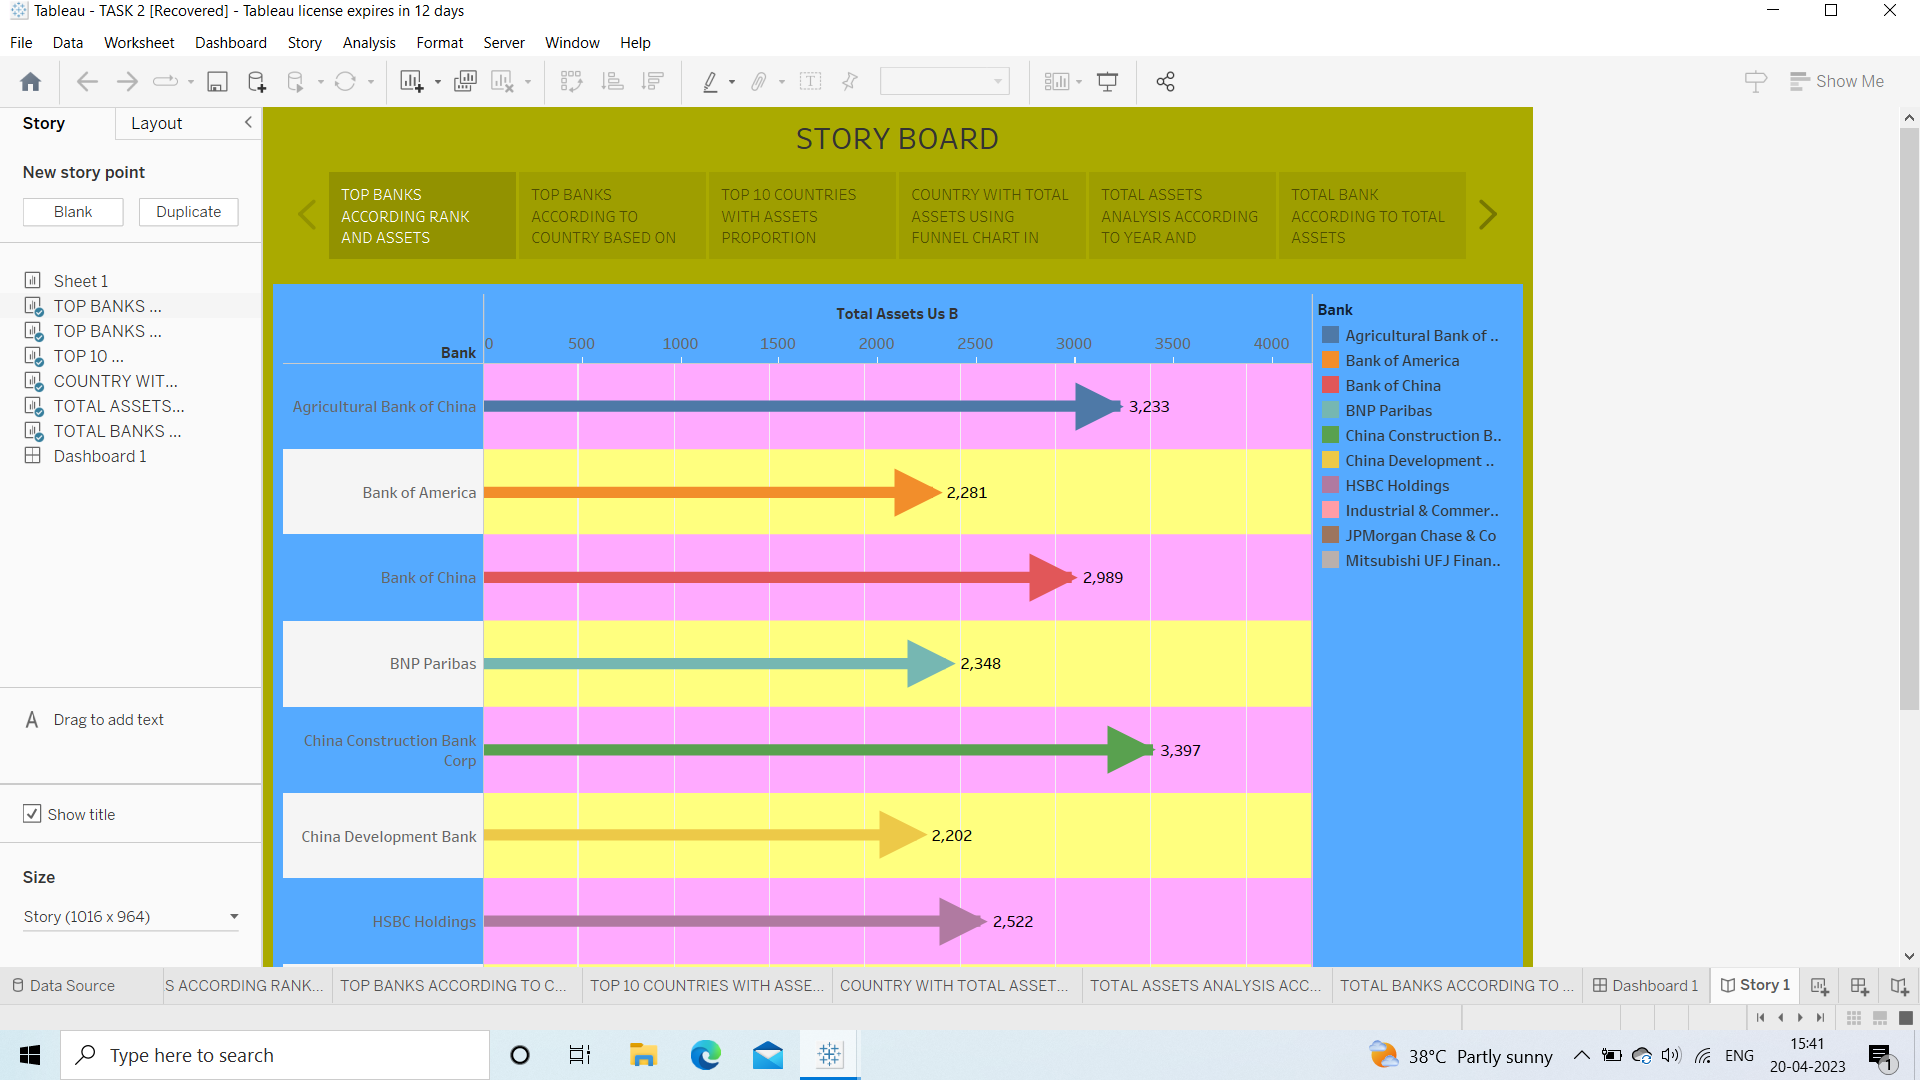 Tableau - TASK 2 [Recovered] - Tableau license expires in 12 days
File Data Worksheet Dashboard Story Analysis Format Server Window Help
Show Me
Story Layout
New story point
Blank Duplicate
Sheet 1
TOP BANKS ...
TOP BANKS ...
TOP 10 ...
COUNTRY WIT...
TOTAL ASSETS...
TOTAL BANKS ...
Dashboard 1
Drag to add text
Show title
Size
Story (1016 x 964)
STORY BOARD
TOP BANKS
ACCORDING RANK
AND ASSETS
TOP BANKS
ACCORDING TO
COUNTRY BASED ON
TOP 10 COUNTRIES
WITH ASSETS
PROPORTION
COUNTRY WITH TOTAL
ASSETS USING
FUNNEL CHART IN
TOTAL ASSETS
ANALYSIS ACCORDING
TO YEAR AND
TOTAL BANK
ACCORDING TO TOTAL
ASSETS
Total Assets Us B
Bank
0 500 1000 1500 2000 2500 3000 3500 4000
Agricultural Bank of China 3,233
Bank of America 2,281
Bank of China 2,989
BNP Paribas 2,348
China Construction Bank
Corp 3,397
China Development Bank 2,202
HSBC Holdings 2,522
Bank
Agricultural Bank of ..
Bank of America
Bank of China
BNP Paribas
China Construction B..
China Development ..
HSBC Holdings
Industrial & Commer..
JPMorgan Chase & Co
Mitsubishi UFJ Finan..
Data Source S ACCORDING RANK... TOP BANKS ACCORDING TO C... TOP 10 COUNTRIES WITH ASSE... COUNTRY WITH TOTAL ASSET... TOTAL ASSETS ANALYSIS ACC... TOTAL BANKS ACCORDING TO ... Dashboard 1 Story 1
Type here to search
38°C Partly sunny
ENG
15:41
20-04-2023
1